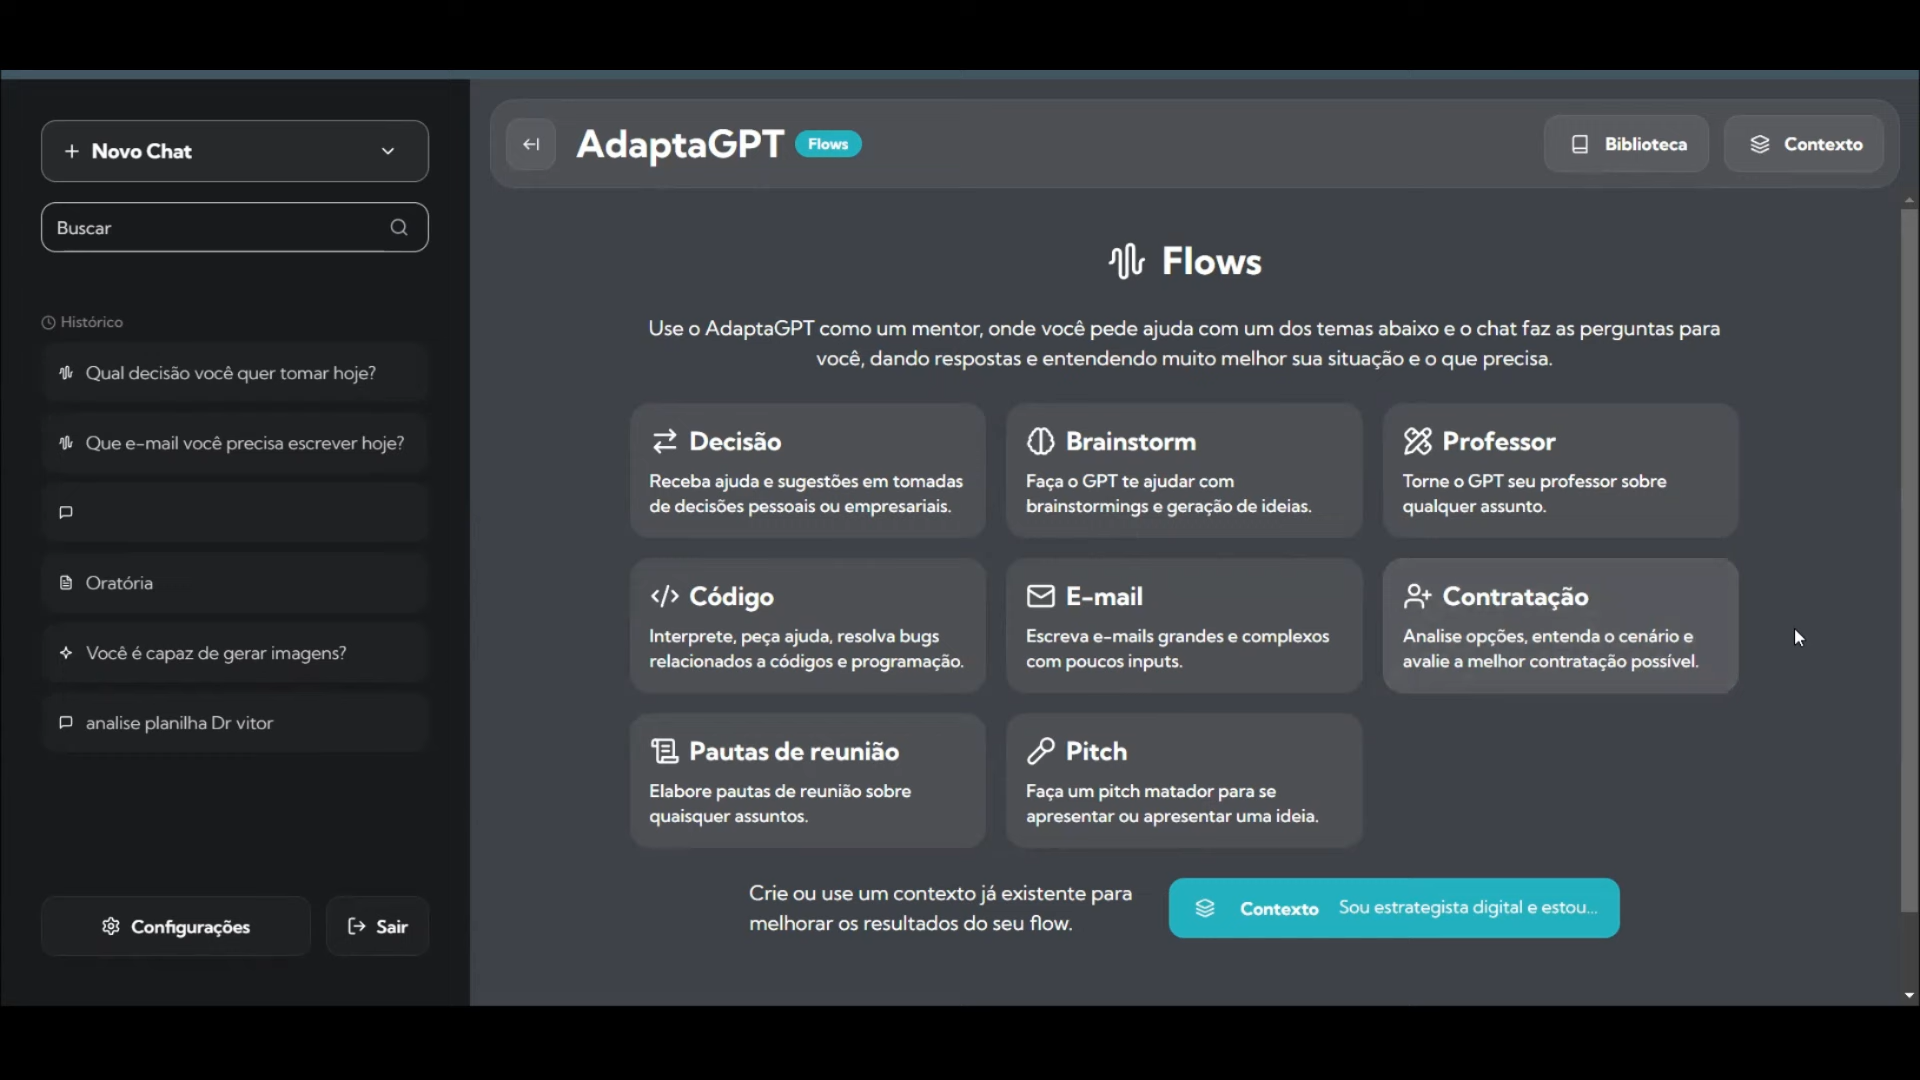 Novo Chat
Buscar
Histórico
Qual decisão você quer tomar hoje?
Que e-mail você precisa escrever hoje?
Oratória
Você é capaz de gerar imagens?
analise planilha Dr vitor
Configurações
Sair
AdaptaGPT
Flows
Biblioteca
Contexto
Flows
Use o AdaptaGPT como um mentor, onde você pede ajuda com um dos temas abaixo e o chat faz as perguntas para
você, dando respostas e entendendo muito melhor sua situação e o que precisa.
Decisão
Receba ajuda e sugestões em tomadas
de decisões pessoais ou empresariais.
Brainstorm
Faça o GPT te ajudar com
brainstormings e geração de ideias.
Professor
Torne o GPT seu professor sobre
qualquer assunto.
Código
Interprete, peça ajuda, resolva bugs
relacionados a códigos e programação.
E-mail
Escreva e-mails grandes e complexos
com poucos inputs.
Contratação
Analise opções, entenda o cenário e
avalie a melhor contratação possível.
Pautas de reunião
Elabore pautas de reunião sobre
quaisquer assuntos.
Pitch
Faça um pitch matador para se
apresentar ou apresentar uma ideia.
Crie ou use um contexto já existente para
melhorar os resultados do seu flow.
Contexto Sou estrategista digital e estou...